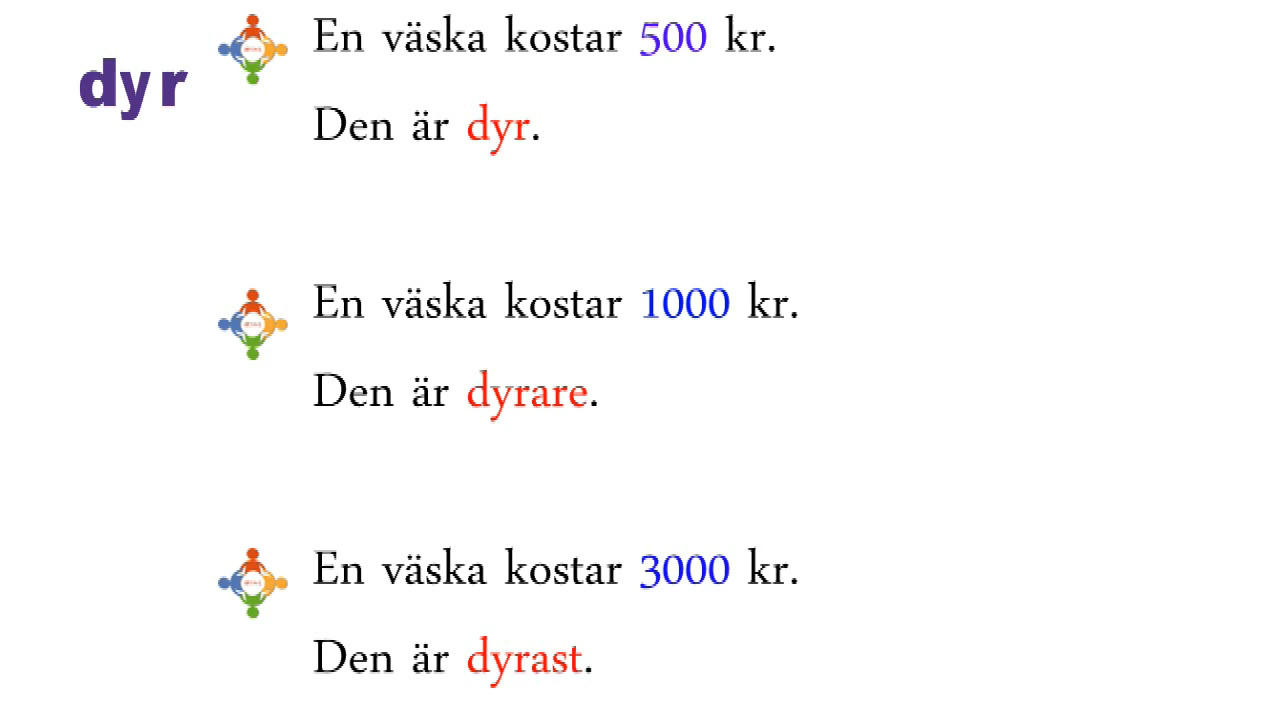 dyr
En väska kostar 500 kr.
Den är dyr.
En väska kostar 1000 kr.
Den är dyrare.
En väska kostar 3000 kr.
Den är dyrast.